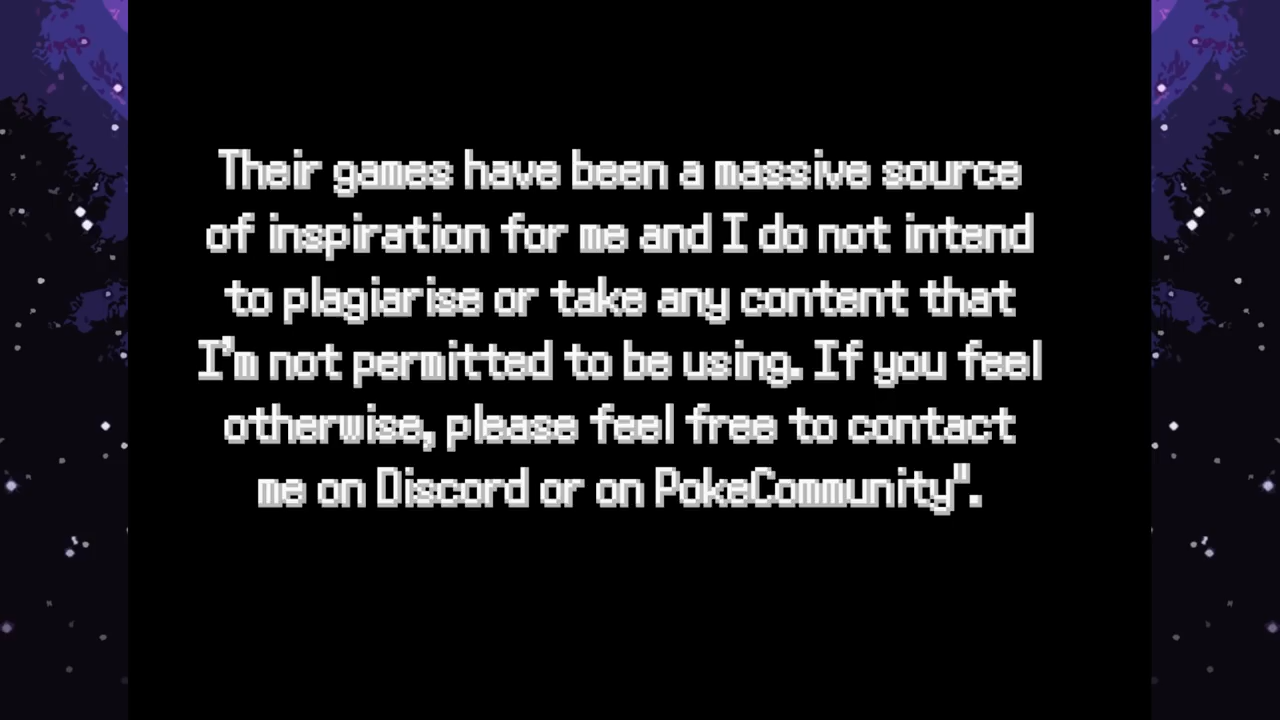 Their games have been a massive source
of inspiration for me and I do not intend
to plagiarise or take any content that
I'm not permitted to be using. If you feel
otherwise, please feel free to contact
me on Discord or on PokeCommunity".